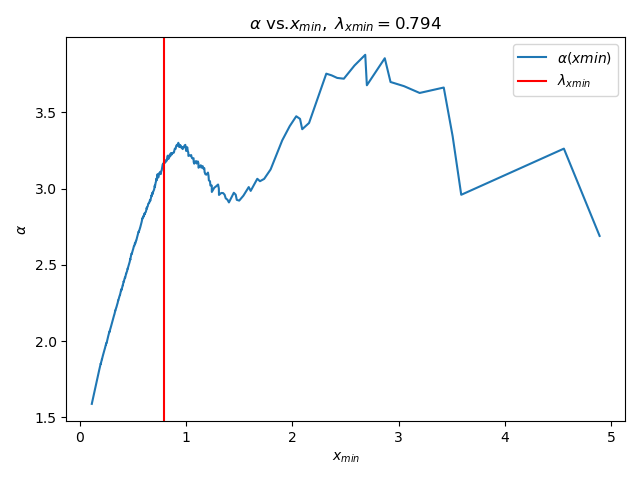 α vs.x_min, λ_xmin = 0.794
α(xmin)
λ_xmin
3.5
3.0
2.5
2.0
1.5
α
0 1 2 3 4 5
x_min